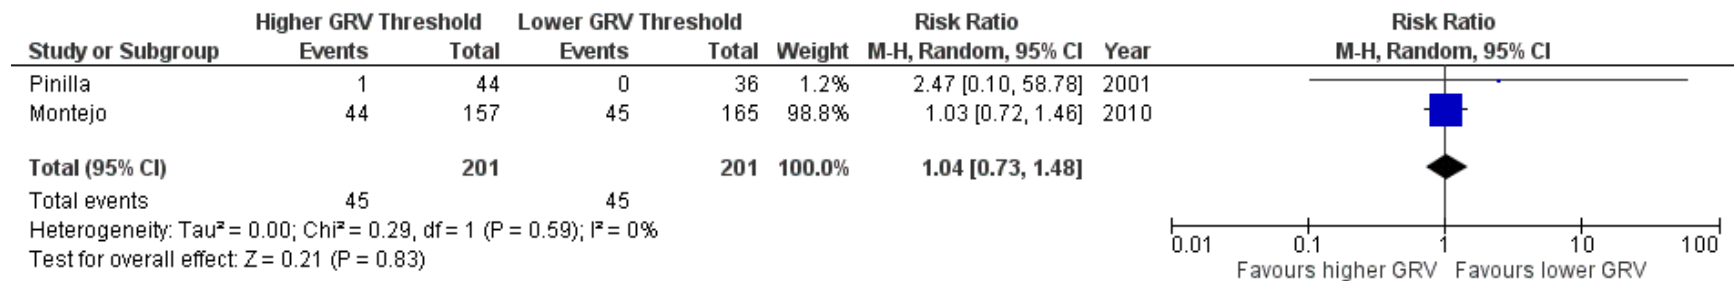 Higher GRV Threshold Lower GRV Threshold Risk Ratio Risk Ratio
Study or Subgroup Events Total Events Total Weight M-H, Random, 95% CI Year M-H, Random, 95% CI
Pinilla 1 44 0 36 1.2% 2.47 [0.10, 58.78] 2001
Montejo 44 157 45 165 98.8% 1.03 [0.72, 1.46] 2010
Total (95% CI) 201 201 100.0% 1.04 [0.73, 1.48]
Total events 45 45
Heterogeneity: Tau² = 0.00; Chi² = 0.29, df = 1 (P = 0.59); I² = 0%
Test for overall effect: Z = 0.21 (P = 0.83)
0.01 0.1 1 10 100
Favours higher GRV Favours lower GRV